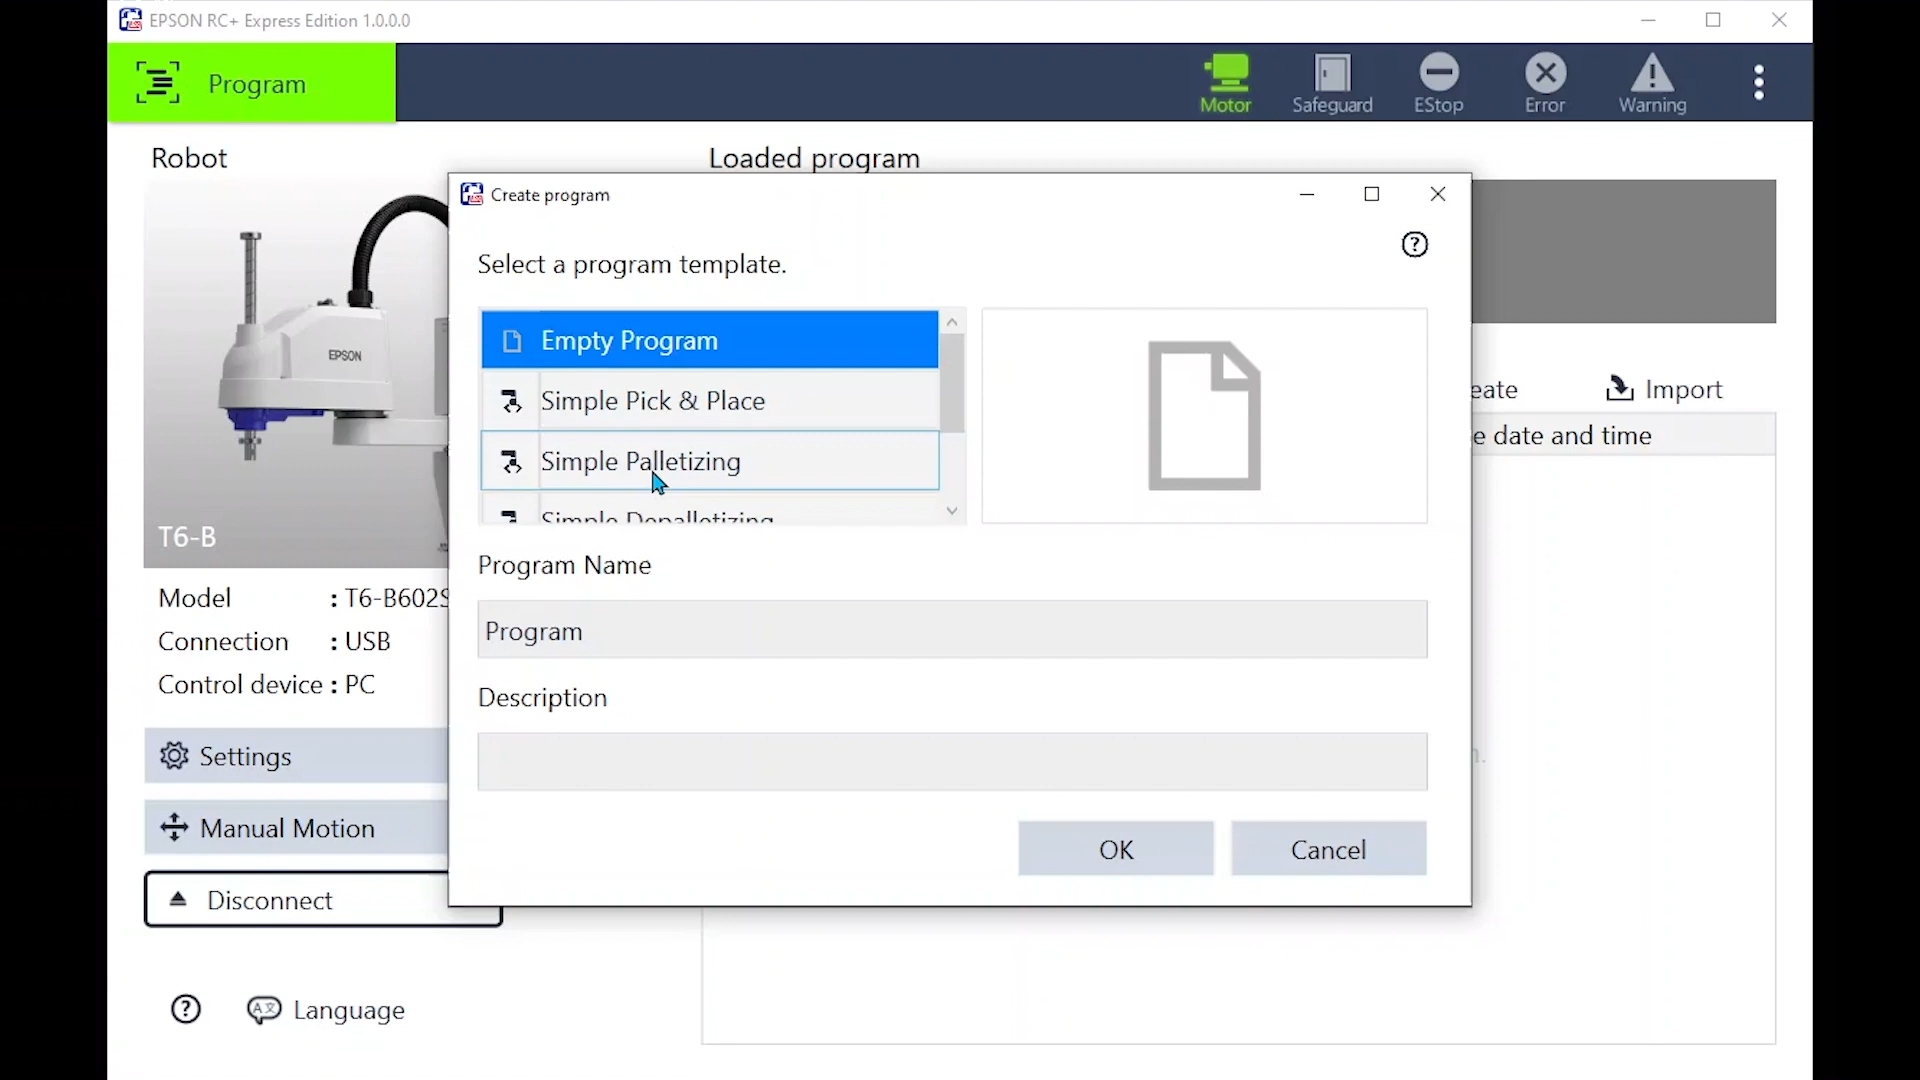 EPSON RC+ Express Edition 1.0.0.0
Program
Motor
Safeguard
EStop
Error
Warning
Robot
Loaded program
Create program
Select a program template.
Empty Program
Simple Pick & Place
Simple Palletizing
Simple Depalletizing
EPSON
T6-B
Import
date and time
Model : T6-B602S
Connection : USB
Control device : PC
Program Name
Program
Description
Settings
Manual Motion
Disconnect
OK
Cancel
Language